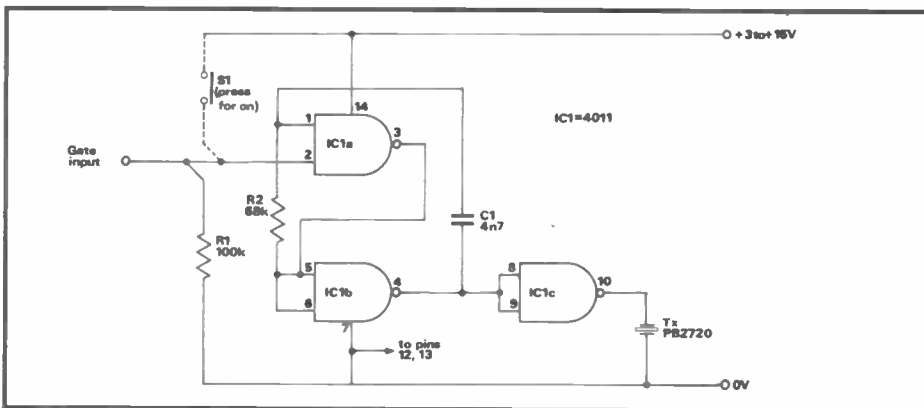 +3to+15V
S1
(press
for on)
14
IC1=4011
1
IC1a
3
Gate
input
2
R2
68k
C1
4n7
R1
100k
5
IC1b
4
6
7
8
IC1c
10
9
to pins
12, 13
Tx
PB2720
0V